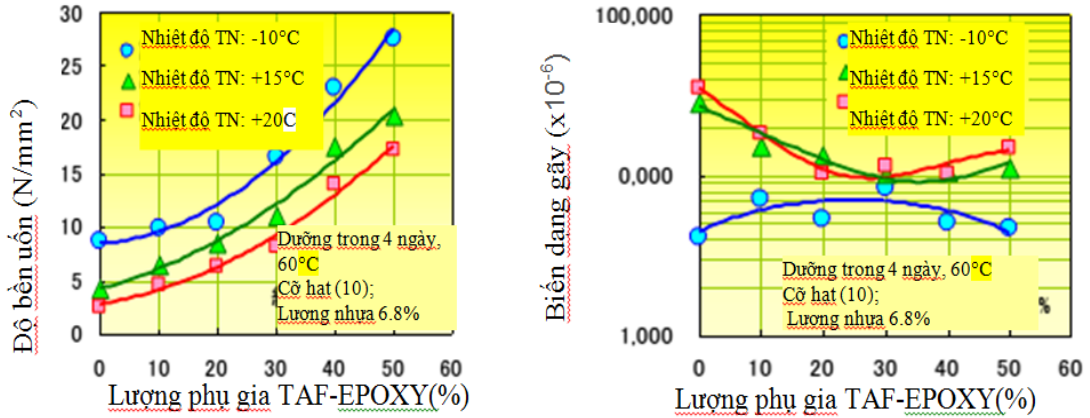 Độ bền uốn (N/mm²)
30
25
20
15
10
5
0
Nhiệt độ TN: -10°C
Nhiệt độ TN: +15°C
Nhiệt độ TN: +20C
Dưỡng trong 4 ngày,
60°C
Cỡ hạt (10);
Lượng nhựa 6.8%
0 10 20 30 40 50 60
Lượng phụ gia TAF-EPOXY(%)
Biến dạng gãy (x10⁻⁶)
100,000
0,000
1,000
Nhiệt độ TN: -10°C
Nhiệt độ TN: +15°C
Nhiệt độ TN: +20°C
Dưỡng trong 4 ngày, 60°C
Cỡ hạt (10);
Lượng nhựa 6.8%
%
0 10 20 30 40 50 60
Lượng phụ gia TAF-EPOXY(%)